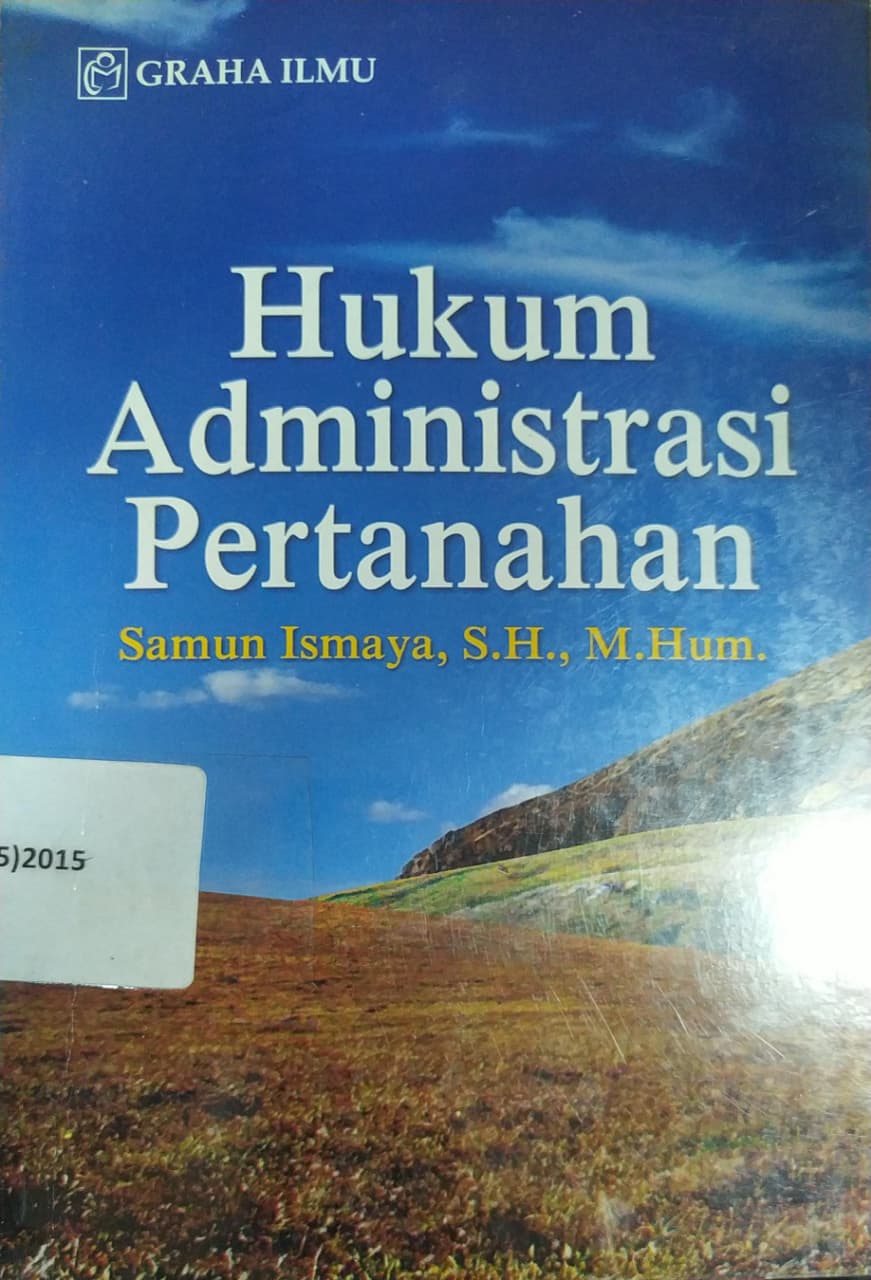 GRAHA ILMU
Hukum
Administrasi
Pertanahan
Samun Ismaya, S.H., M.Hum.
5)2015